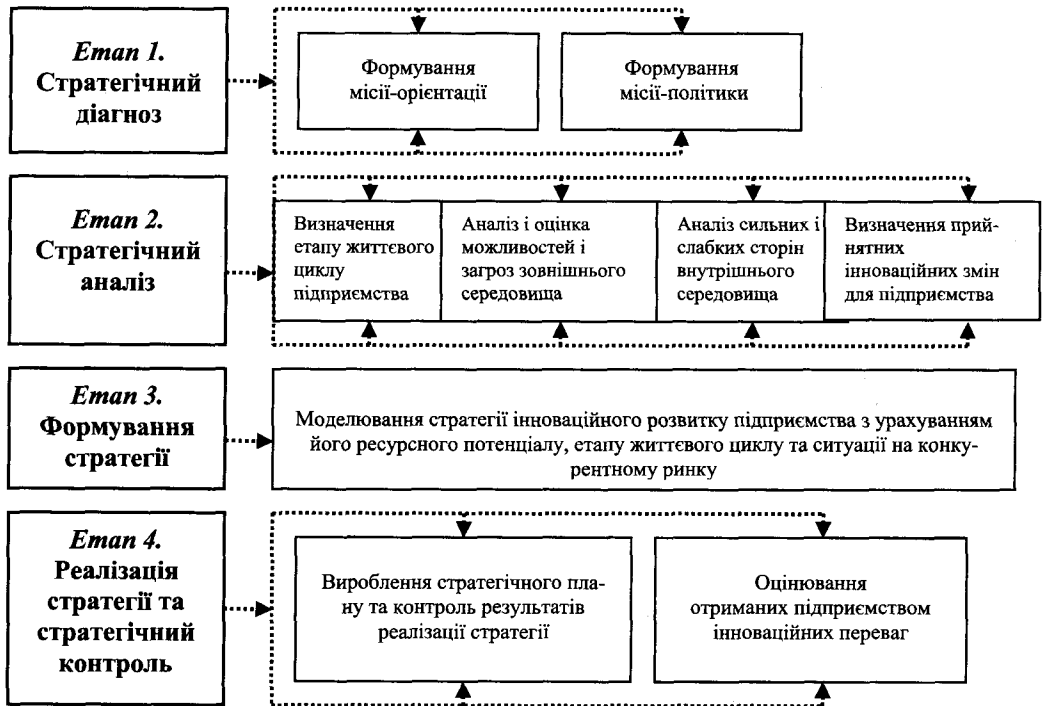 Етап 1.
Стратегічний
діагноз
Формування
місії-орієнтації
Формування
місії-політики
Етап 2.
Стратегічний
аналіз
Визначення
етапу життєвого
циклу
підприємства
Аналіз і оцінка
можливостей і
загроз зовнішнього
середовища
Аналіз сильних і
слабких сторін
внутрішнього
середовища
Визначення прий-
нятних
інноваційних змін
для підприємства
Етап 3.
Формування
стратегії
Моделювання стратегії інноваційного розвитку підприємства з урахуванням
його ресурсного потенціалу, етапу життєвого циклу та ситуації на конку-
рентному ринку
Етап 4.
Реалізація
стратегії та
стратегічний
контроль
Вироблення стратегічного пла-
ну та контроль результатів
реалізації стратегії
Оцінювання
отриманих підприємством
інноваційних переваг